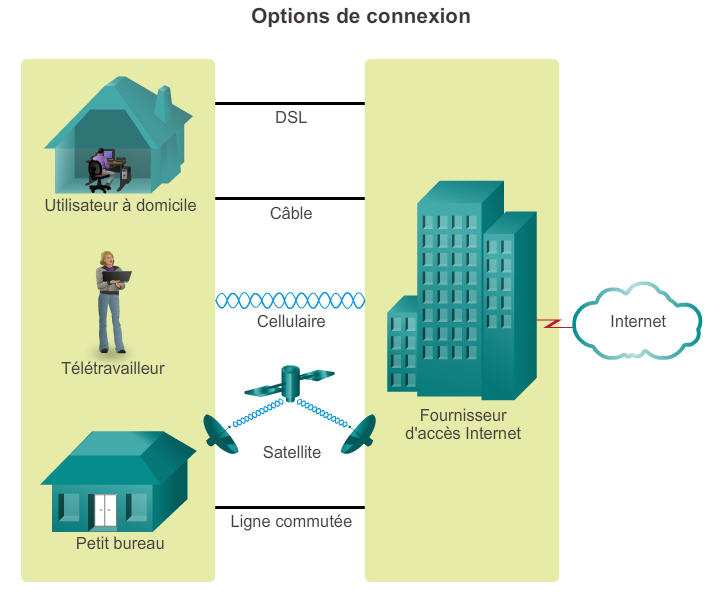 Options de connexion
DSL
Utilisateur à domicile
Câble
Cellulaire
Internet
Télétravailleur
Fournisseur
d'accès Internet
Satellite
Ligne commutée
Petit bureau